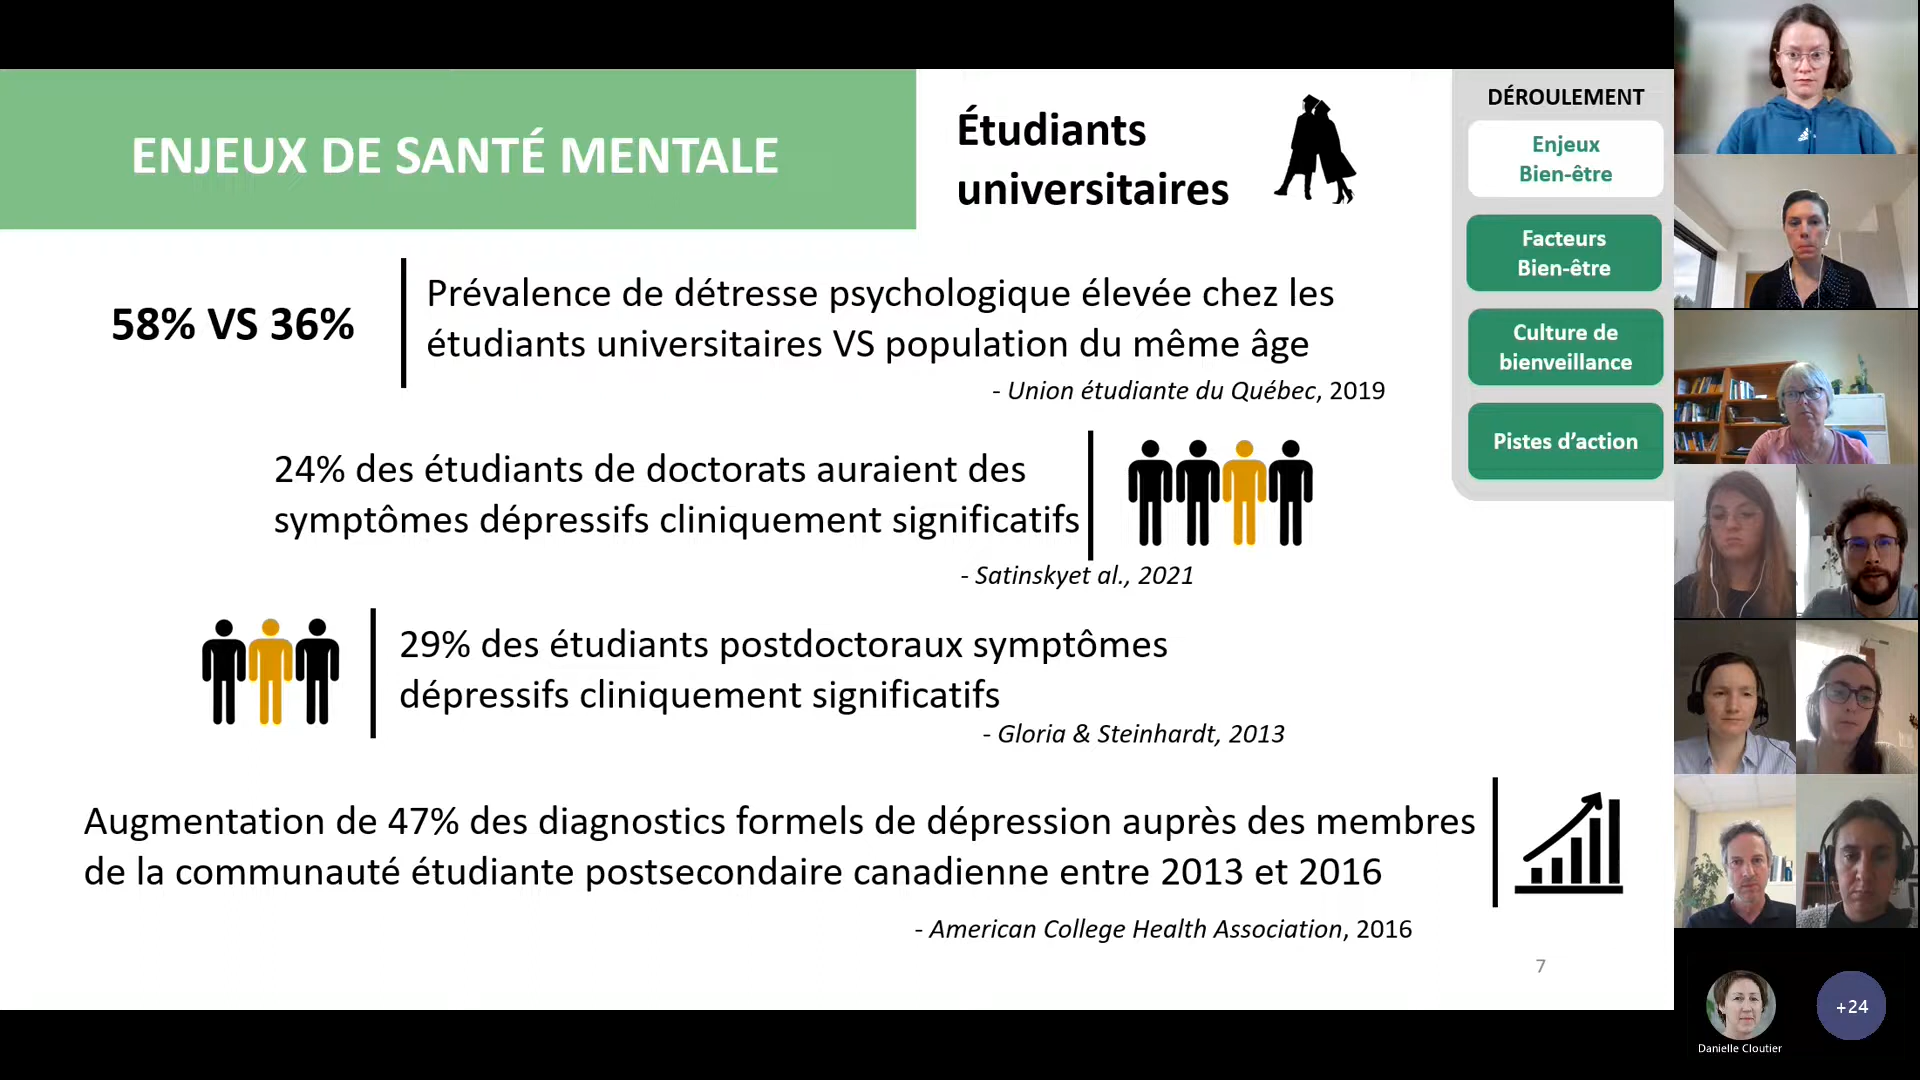 ENJEUX DE SANTÉ MENTALE
Étudiants
universitaires
58% VS 36%
Prévalence de détresse psychologique élevée chez les
étudiants universitaires VS population du même âge
- Union étudiante du Québec, 2019
24% des étudiants de doctorats auraient des
symptômes dépressifs cliniquement significatifs
- Satinskyet al., 2021
29% des étudiants postdoctoraux symptômes
dépressifs cliniquement significatifs
- Gloria & Steinhardt, 2013
Augmentation de 47% des diagnostics formels de dépression auprès des membres
de la communauté étudiante postsecondaire canadienne entre 2013 et 2016
- American College Health Association, 2016
7
DÉROULEMENT
Enjeux
Bien-être
Facteurs
Bien-être
Culture de
bienveillance
Pistes d’action
Danielle Cloutier
+24